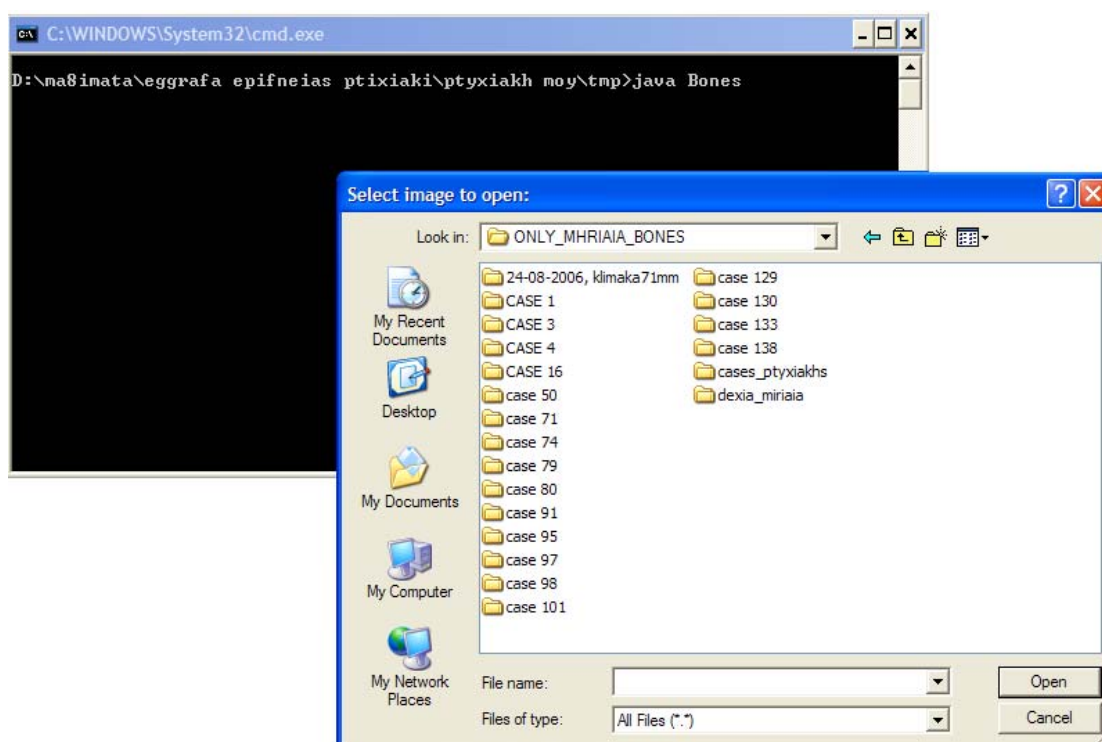 C:\WINDOWS\System32\cmd.exe
D:\ma8imata\eggrafa epifneias ptixiaki\ptyxiakh moy\tmp>java Bones
Select image to open:
Look in: ONLY_MHRIAIA_BONES
My Recent Documents
Desktop
My Documents
My Computer
My Network Places
24-08-2006, klimaka71mm
CASE 1
CASE 3
CASE 4
CASE 16
case 50
case 71
case 74
case 79
case 80
case 91
case 95
case 97
case 98
case 101
case 129
case 130
case 133
case 138
cases_ptyxiakhs
dexia_miriaia
File name:
Open
Files of type: All Files (*.*)
Cancel